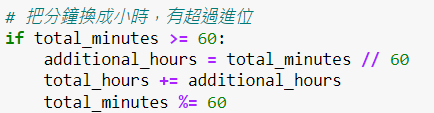 # 把分鐘換成小時，有超過進位
if total_minutes >= 60:
    additional_hours = total_minutes // 60
    total_hours += additional_hours
    total_minutes %= 60